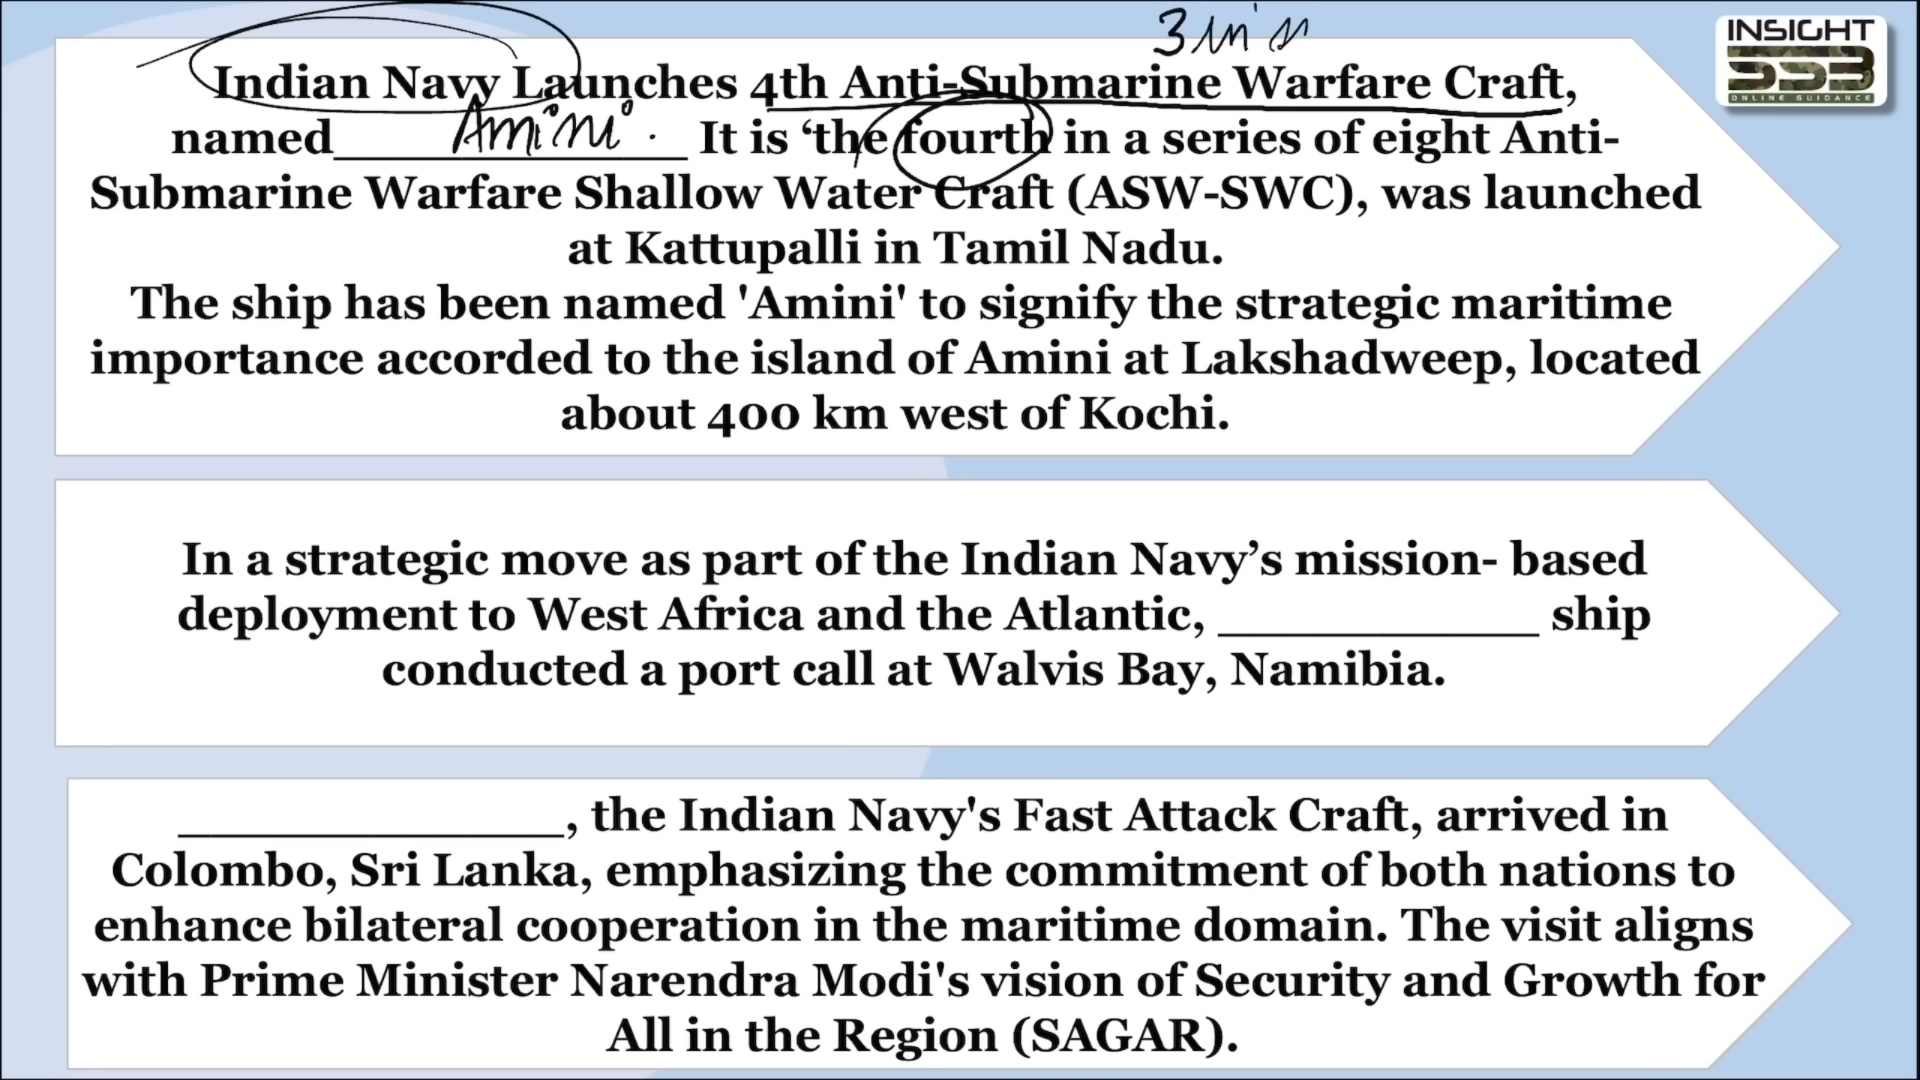 3 in's
INSIGHT
SSB
ONLINE GUIDANCE
Indian Navy Launches 4th Anti-Submarine Warfare Craft,
named____Amini.____ It is ‘the fourth in a series of eight Anti-
Submarine Warfare Shallow Water Craft (ASW-SWC), was launched
at Kattupalli in Tamil Nadu.
The ship has been named 'Amini' to signify the strategic maritime
importance accorded to the island of Amini at Lakshadweep, located
about 400 km west of Kochi.
In a strategic move as part of the Indian Navy’s mission- based
deployment to West Africa and the Atlantic, ______________ ship
conducted a port call at Walvis Bay, Namibia.
_________________, the Indian Navy's Fast Attack Craft, arrived in
Colombo, Sri Lanka, emphasizing the commitment of both nations to
enhance bilateral cooperation in the maritime domain. The visit aligns
with Prime Minister Narendra Modi's vision of Security and Growth for
All in the Region (SAGAR).